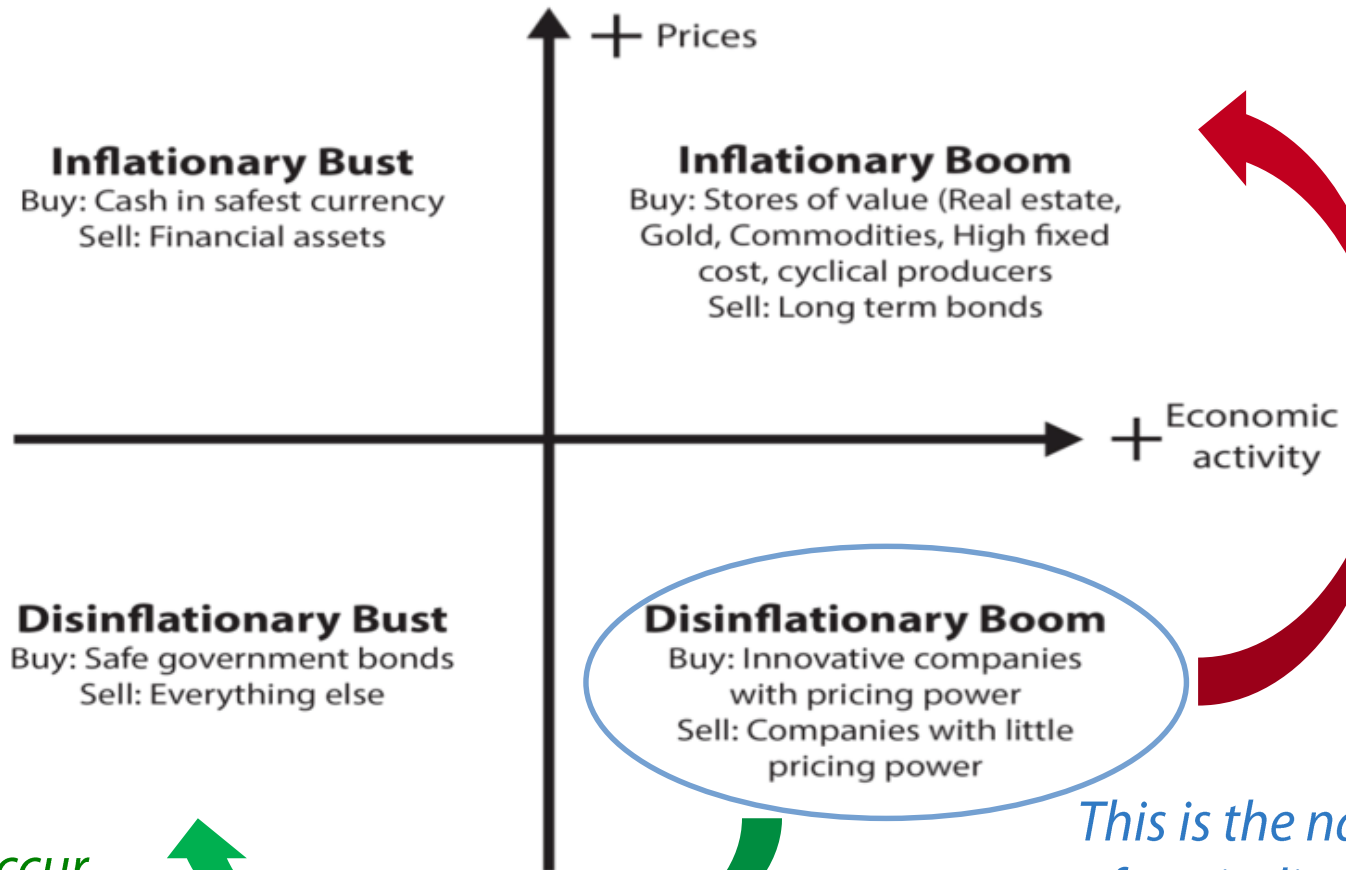 + Prices
Inflationary Bust
Buy: Cash in safest currency
Sell: Financial assets
Inflationary Boom
Buy: Stores of value (Real estate,
Gold, Commodities, High fixed
cost, cyclical producers
Sell: Long term bonds
+ Economic
activity
Disinflationary Bust
Buy: Safe government bonds
Sell: Everything else
Disinflationary Boom
Buy: Innovative companies
with pricing power
Sell: Companies with little
pricing power
This is the